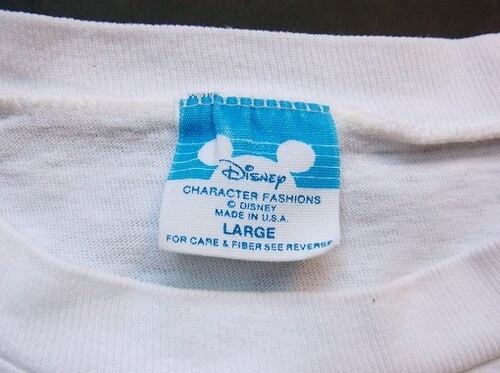 Disney
CHARACTER FASHIONS
© DISNEY
MADE IN U.S.A.
LARGE
FOR CARE & FIBER SEE REVERSE